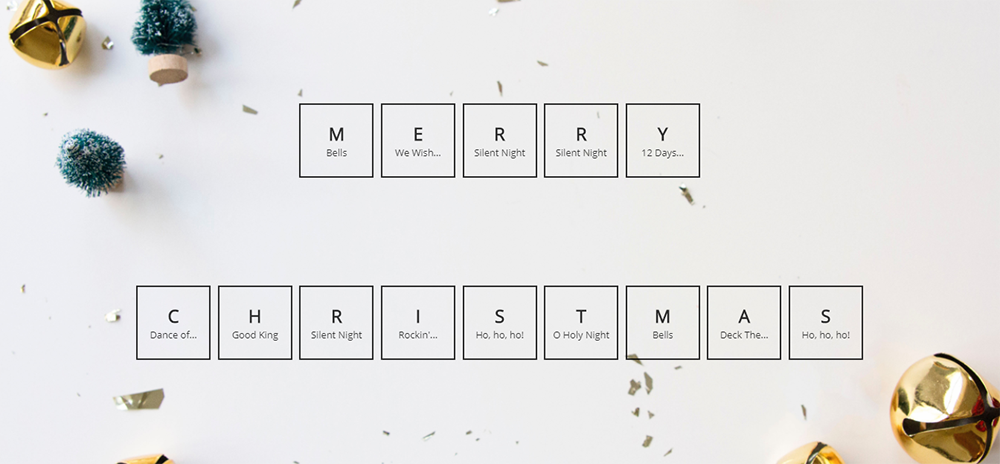 M E R R Y
Bells We Wish... Silent Night Silent Night 12 Days...
C H R I S T M A S
Dance of... Good King Silent Night Rockin'... Ho, ho, ho! O Holy Night Bells Deck The... Ho, ho, ho!